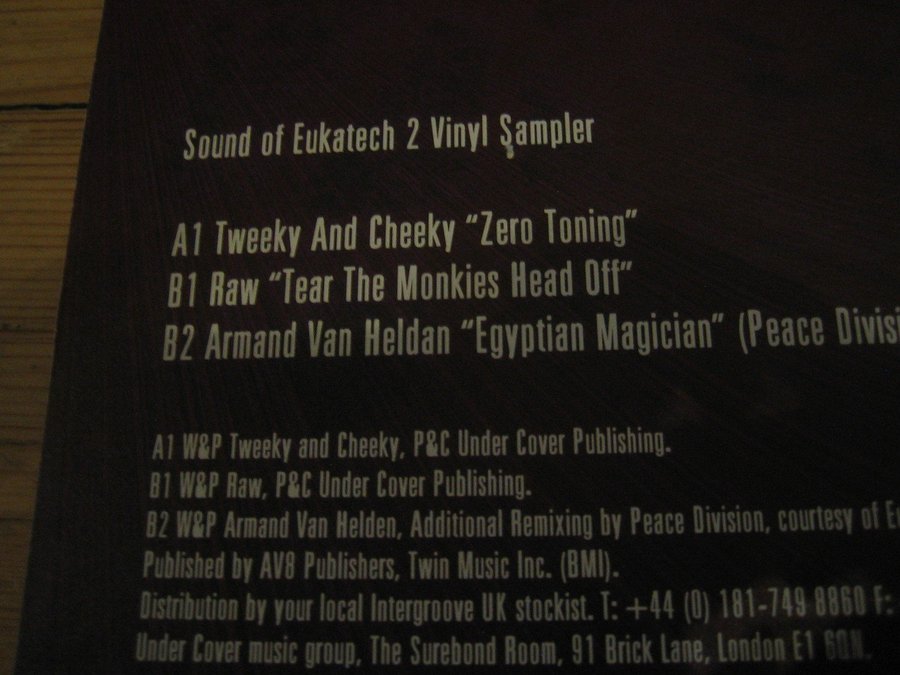 Sound of Eukatech 2 Vinyl Sampler
A1 Tweeky And Cheeky “Zero Toning”
B1 Raw “Tear The Monkies Head Off”
B2 Armand Van Heldan “Egyptian Magician” (Peace Divisi
A1 W&P Tweeky and Cheeky, P&C Under Cover Publishing.
B1 W&P Raw, P&C Under Cover Publishing.
B2 W&P Armand Van Helden, Additional Remixing by Peace Division, courtesy of E
Published by AV8 Publishers, Twin Music Inc. (BMI).
Distribution by your local Intergroove UK stockist. T: +44 (0) 181-749 8860 F:
Under Cover music group, The Surebond Room, 91 Brick Lane, London E1